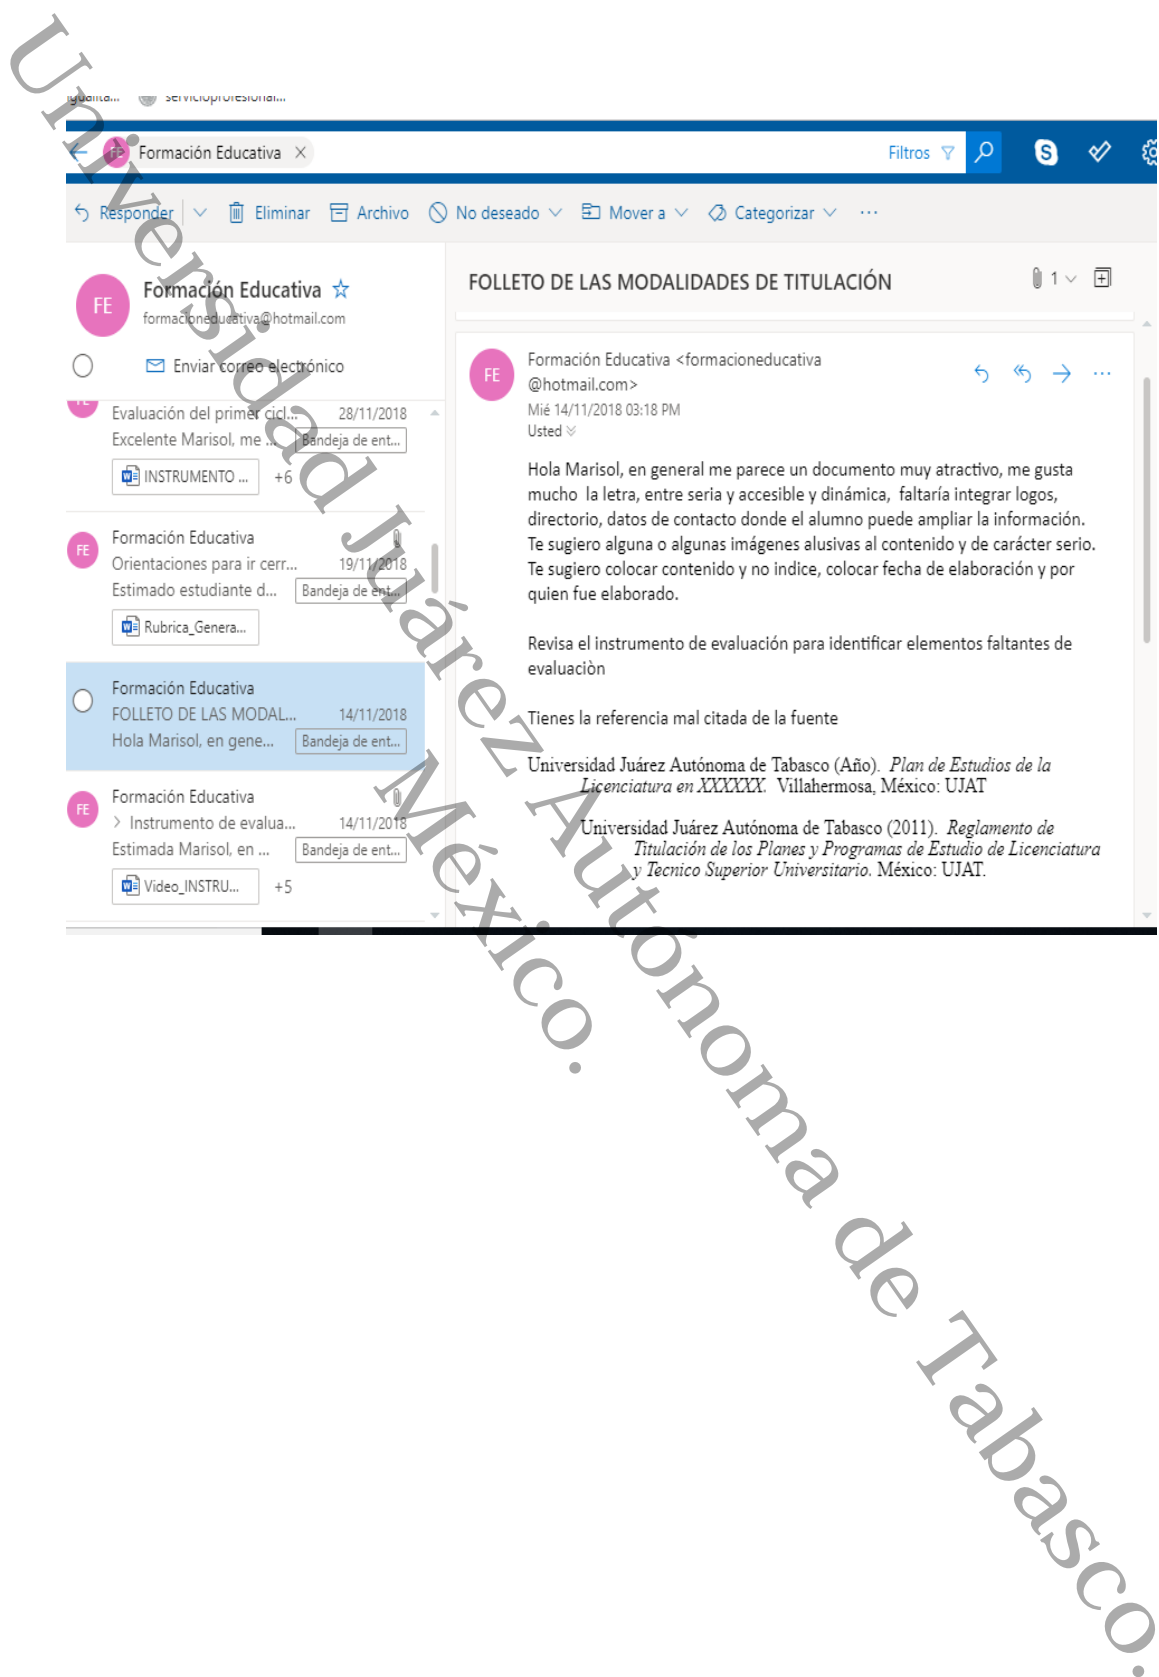 Formación Educativa
Filtros
Responder
Eliminar
Archivo
No deseado
Mover a
Categorizar
FE
Formación Educativa
formacioneducativa@hotmail.com
Enviar correo electrónico
Evaluación del primer cicl... 28/11/2018
Excelente Marisol, me ... Bandeja de ent...
INSTRUMENTO ... +6
FE
Formación Educativa
Orientaciones para ir cerr... 19/11/2018
Estimado estudiante d... Bandeja de ent...
Rubrica_Genera...
Formación Educativa
FOLLETO DE LAS MODAL... 14/11/2018
Hola Marisol, en gene... Bandeja de ent...
FE
Formación Educativa
> Instrumento de evalua... 14/11/2018
Estimada Marisol, en ... Bandeja de ent...
Video_INSTRU... +5
FOLLETO DE LAS MODALIDADES DE TITULACIÓN
1
FE
Formación Educativa <formacioneducativa
@hotmail.com>
Mié 14/11/2018 03:18 PM
Usted
Hola Marisol, en general me parece un documento muy atractivo, me gusta
mucho  la letra, entre seria y accesible y dinámica,  faltaría integrar logos,
directorio, datos de contacto donde el alumno puede ampliar la información.
Te sugiero alguna o algunas imágenes alusivas al contenido y de carácter serio.
Te sugiero colocar contenido y no indice, colocar fecha de elaboración y por
quien fue elaborado.
Revisa el instrumento de evaluación para identificar elementos faltantes de
evaluaciòn
Tienes la referencia mal citada de la fuente
Universidad Juárez Autónoma de Tabasco (Año).  Plan de Estudios de la
Licenciatura en XXXXXX.  Villahermosa, México: UJAT
Universidad Juárez Autónoma de Tabasco (2011).  Reglamento de
Titulación de los Planes y Programas de Estudio de Licenciatura
y Tecnico Superior Universitario. México: UJAT.
Universidad Juárez Autónoma de Tabasco.
México.